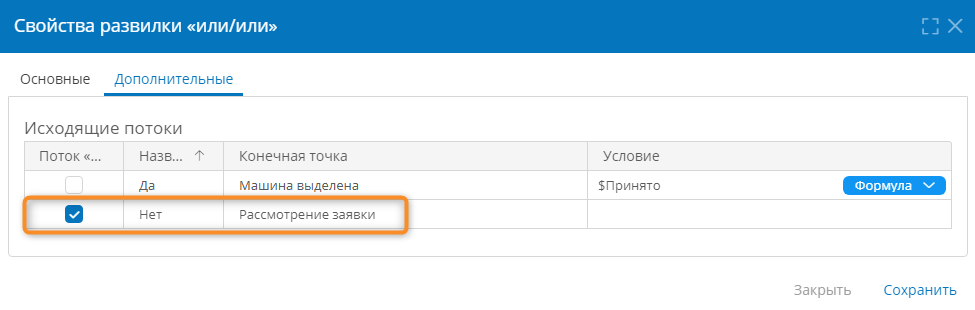 Свойства развилки «или/или»
Основные Дополнительные
Исходящие потоки
Поток «... Назв... Конечная точка Условие
Да Машина выделена $Принято Формула
Нет Рассмотрение заявки
Закрыть Сохранить